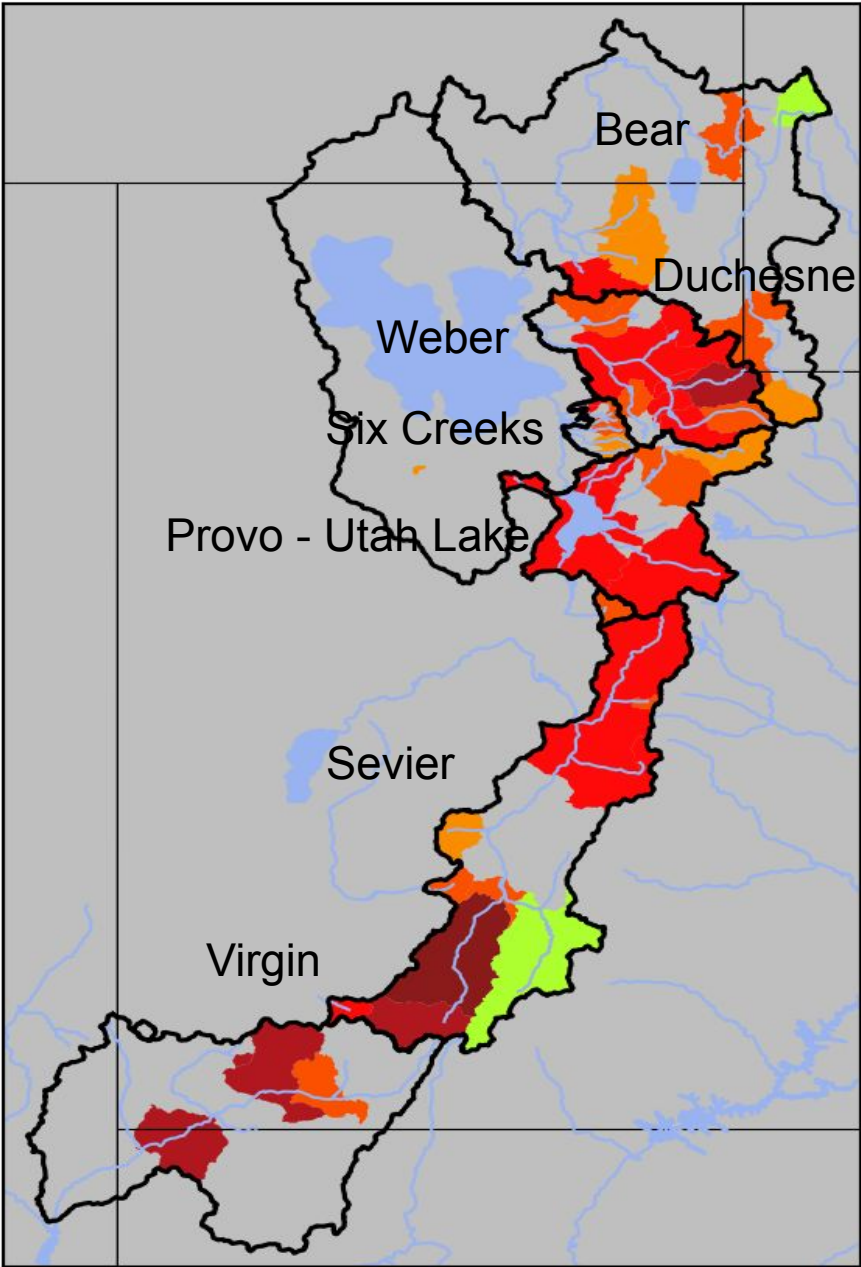 Bear
Duchesne
Weber
Six Creeks
Provo - Utah Lake
Sevier
Virgin